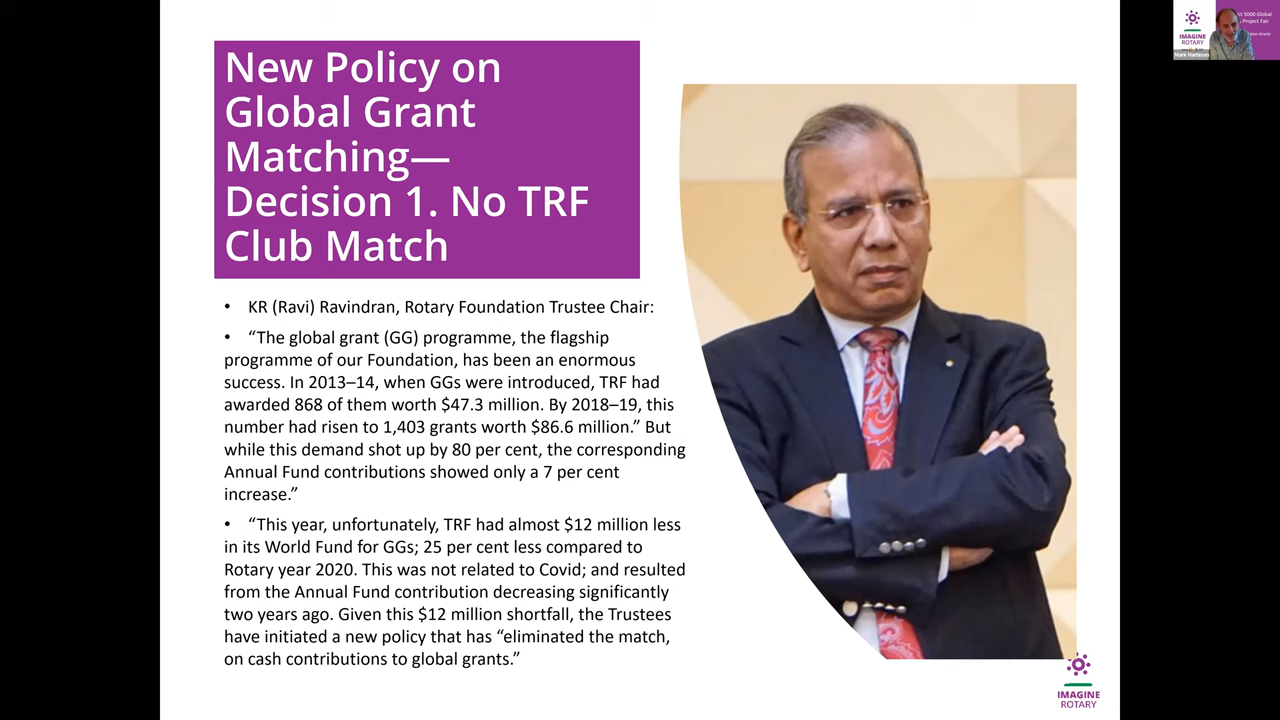 New Policy on
Global Grant
Matching—
Decision 1. No TRF
Club Match
• KR (Ravi) Ravindran, Rotary Foundation Trustee Chair:
• “The global grant (GG) programme, the flagship
programme of our Foundation, has been an enormous
success. In 2013–14, when GGs were introduced, TRF had
awarded 868 of them worth $47.3 million. By 2018–19, this
number had risen to 1,403 grants worth $86.6 million.” But
while this demand shot up by 80 per cent, the corresponding
Annual Fund contributions showed only a 7 per cent
increase.”
• “This year, unfortunately, TRF had almost $12 million less
in its World Fund for GGs; 25 per cent less compared to
Rotary year 2020. This was not related to Covid; and resulted
from the Annual Fund contribution decreasing significantly
two years ago. Given this $12 million shortfall, the Trustees
have initiated a new policy that has “eliminated the match,
on cash contributions to global grants.”
IMAGINE
ROTARY
IMAGINE
ROTARY
5000 Global
Project Fair
Grants